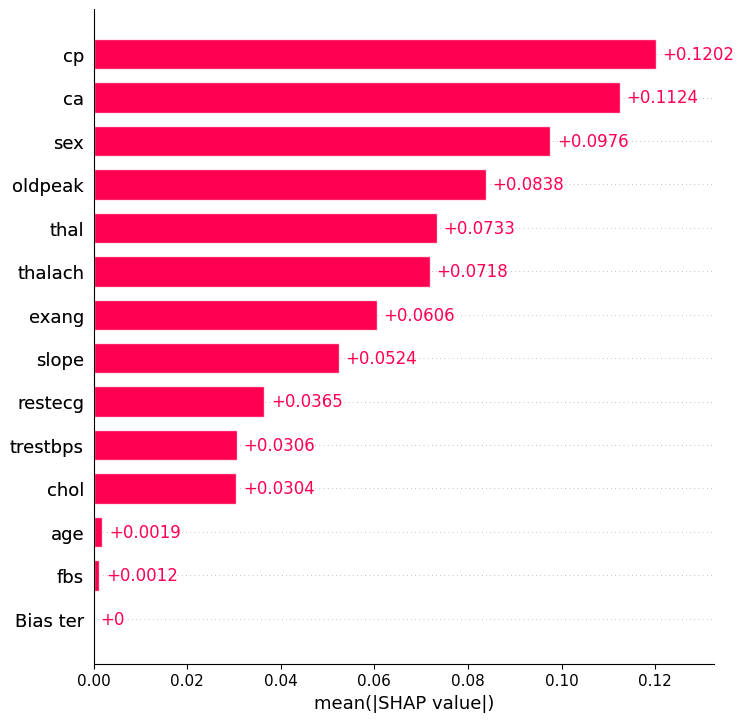 cp +0.1202
ca +0.1124
sex +0.0976
oldpeak +0.0838
thal +0.0733
thalach +0.0718
exang +0.0606
slope +0.0524
restecg +0.0365
trestbps +0.0306
chol +0.0304
age +0.0019
fbs +0.0012
Bias ter +0
0.00 0.02 0.04 0.06 0.08 0.10 0.12
mean(|SHAP value|)